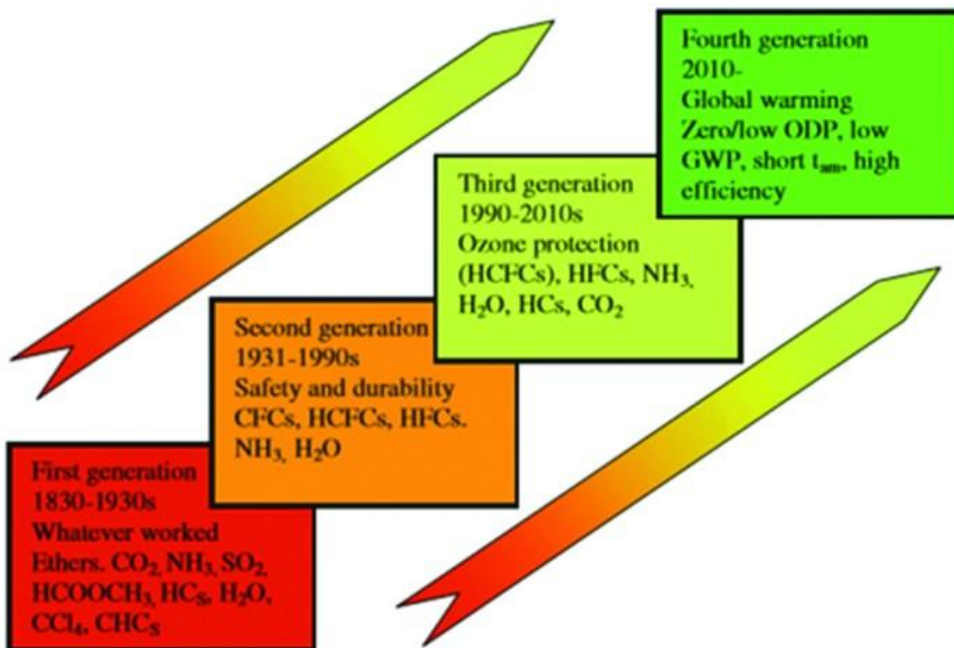 First generation
1830-1930s
Whatever worked
Ethers. CO₂, NH₃, SO₂,
HCOOCH₃, HCₛ, H₂O,
CCl₄, CHCₛ
Second generation
1931-1990s
Safety and durability
CFCs, HCFCs, HFCs.
NH₃, H₂O
Third generation
1990-2010s
Ozone protection
(HCFCs), HFCs, NH₃,
H₂O, HCs, CO₂
Fourth generation
2010-
Global warming
Zero/low ODP, low
GWP, short tₐₘₜ, high
efficiency